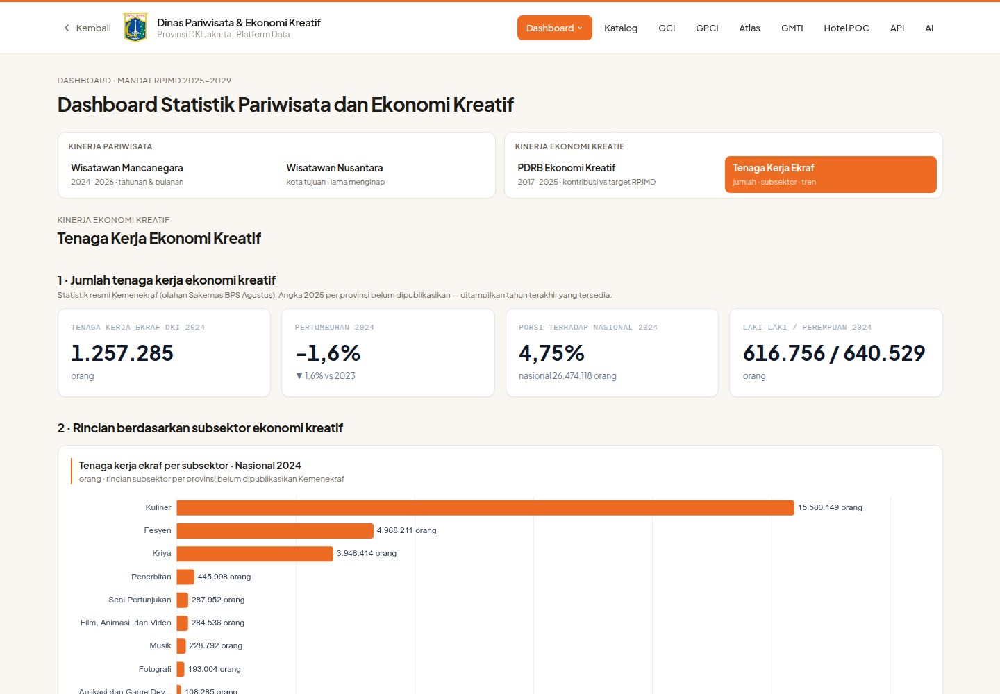 Kembali
Dinas Pariwisata & Ekonomi Kreatif
Provinsi DKI Jakarta · Platform Data
Dashboard
Katalog
GCI
GPCI
Atlas
GMTI
Hotel POC
API
AI
DASHBOARD · MANDAT RPJMD 2025–2029
Dashboard Statistik Pariwisata dan Ekonomi Kreatif
KINERJA PARIWISATA
Wisatawan Mancanegara
2024–2026 · tahunan & bulanan
Wisatawan Nusantara
kota tujuan · lama menginap
KINERJA EKONOMI KREATIF
PDRB Ekonomi Kreatif
2017–2025 · kontribusi vs target RPJMD
Tenaga Kerja Ekraf
jumlah · subsektor · tren
KINERJA EKONOMI KREATIF
Tenaga Kerja Ekonomi Kreatif
1 · Jumlah tenaga kerja ekonomi kreatif
Statistik resmi Kemenekraf (olahan Sakernas BPS Agustus). Angka 2025 per provinsi belum dipublikasikan — ditampilkan tahun terakhir yang tersedia.
TENAGA KERJA EKRAF DKI 2024
1.257.285
orang
PERTUMBUHAN 2024
−1,6%
▼ 1,6% vs 2023
PORSI TERHADAP NASIONAL 2024
4,75%
nasional 26.474.118 orang
LAKI-LAKI / PEREMPUAN 2024
616.756 / 640.529
orang
2 · Rincian berdasarkan subsektor ekonomi kreatif
Tenaga kerja ekraf per subsektor · Nasional 2024
orang · rincian subsektor per provinsi belum dipublikasikan Kemenekraf
Kuliner 15.580.149 orang
Fesyen 4.968.211 orang
Kriya 3.946.414 orang
Penerbitan 445.998 orang
Seni Pertunjukan 287.952 orang
Film, Animasi, dan Video 284.536 orang
Musik 228.792 orang
Fotografi 193.004 orang
Aplikasi dan Game Dev... 108.285 orang